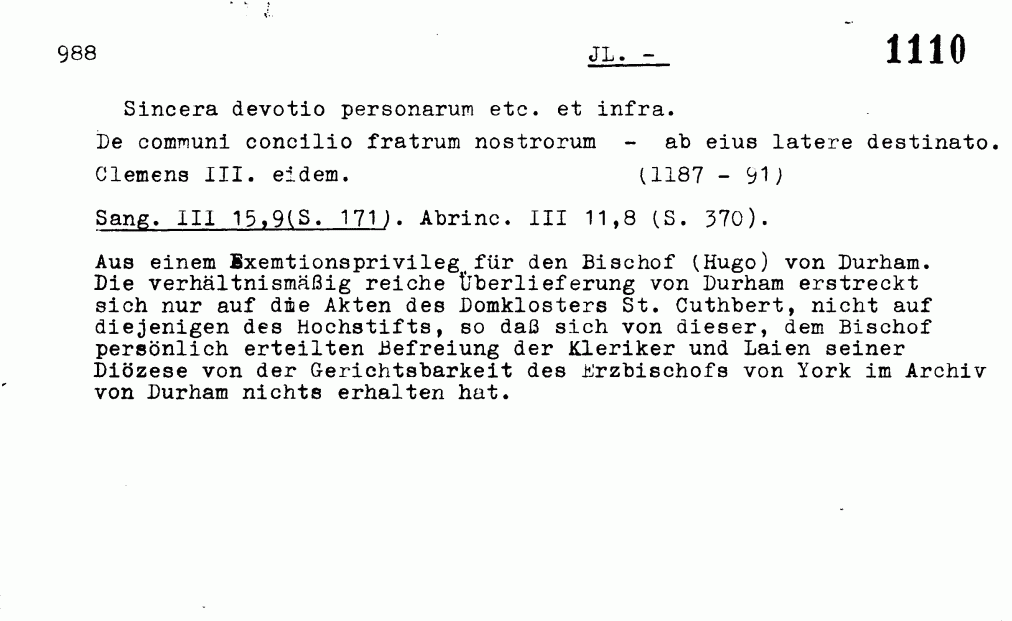 988 JL. - 1110
Sincera devotio personarum etc. et infra.
De communi concilio fratrum nostrorum - ab eius latere destinato.
Clemens III. eidem. (1187 - 91)
Sang. III 15,9(S. 171). Abrinc. III 11,8 (S. 370).
Aus einem Exemtionsprivileg für den Bischof (Hugo) von Durham.
Die verhältnismäßig reiche Überlieferung von Durham erstreckt
sich nur auf die Akten des Domklosters St. Cuthbert, nicht auf
diejenigen des Hochstifts, so daß sich von dieser, dem Bischof
persönlich erteilten Befreiung der Kleriker und Laien seiner
Diözese von der Gerichtsbarkeit des Erzbischofs von York im Archiv
von Durham nichts erhalten hat.